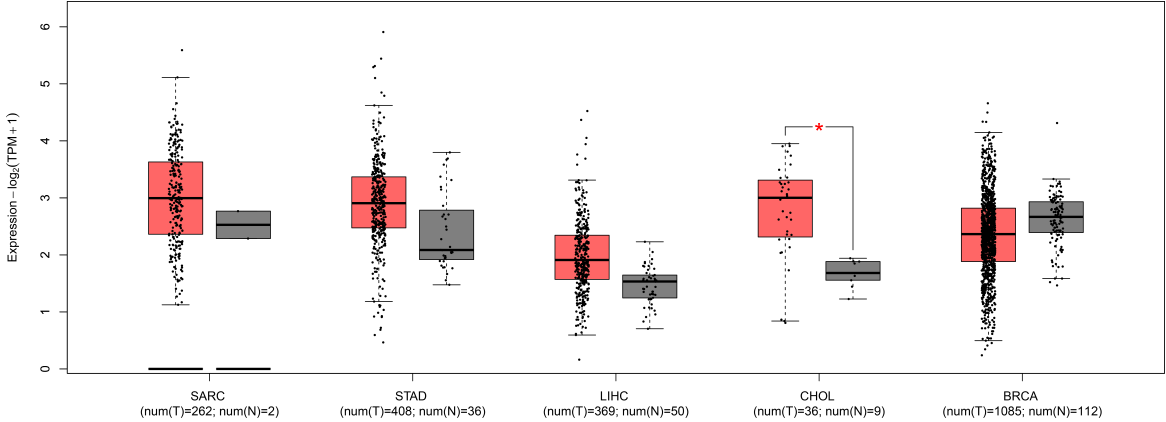 Expression − log2(TPM + 1)
6
5
4
3
2
1
0
*
SARC
(num(T)=262; num(N)=2)
STAD
(num(T)=408; num(N)=36)
LIHC
(num(T)=369; num(N)=50)
CHOL
(num(T)=36; num(N)=9)
BRCA
(num(T)=1085; num(N)=112)